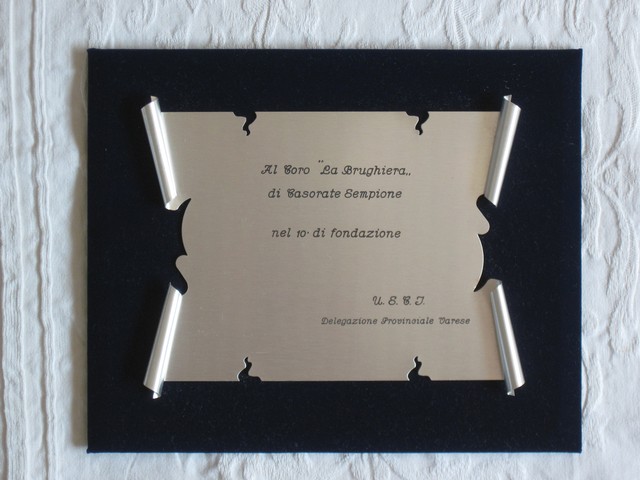 Al Coro "La Brughiera„
di Casorate Sempione
nel 10° di fondazione
U. S. C. I.
Delegazione Provinciale Varese